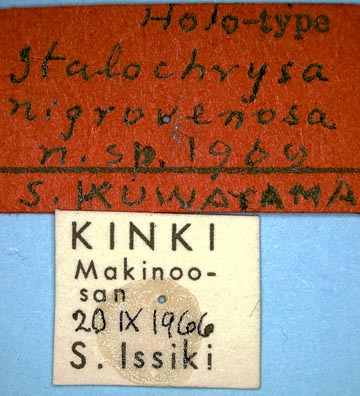 Holo-type
Italochrysa
nigrovenosa
n. sp. 1969
S. KUWAYAMA
KINKI
Makinoo-
san
20 IX 1966
S. Issiki